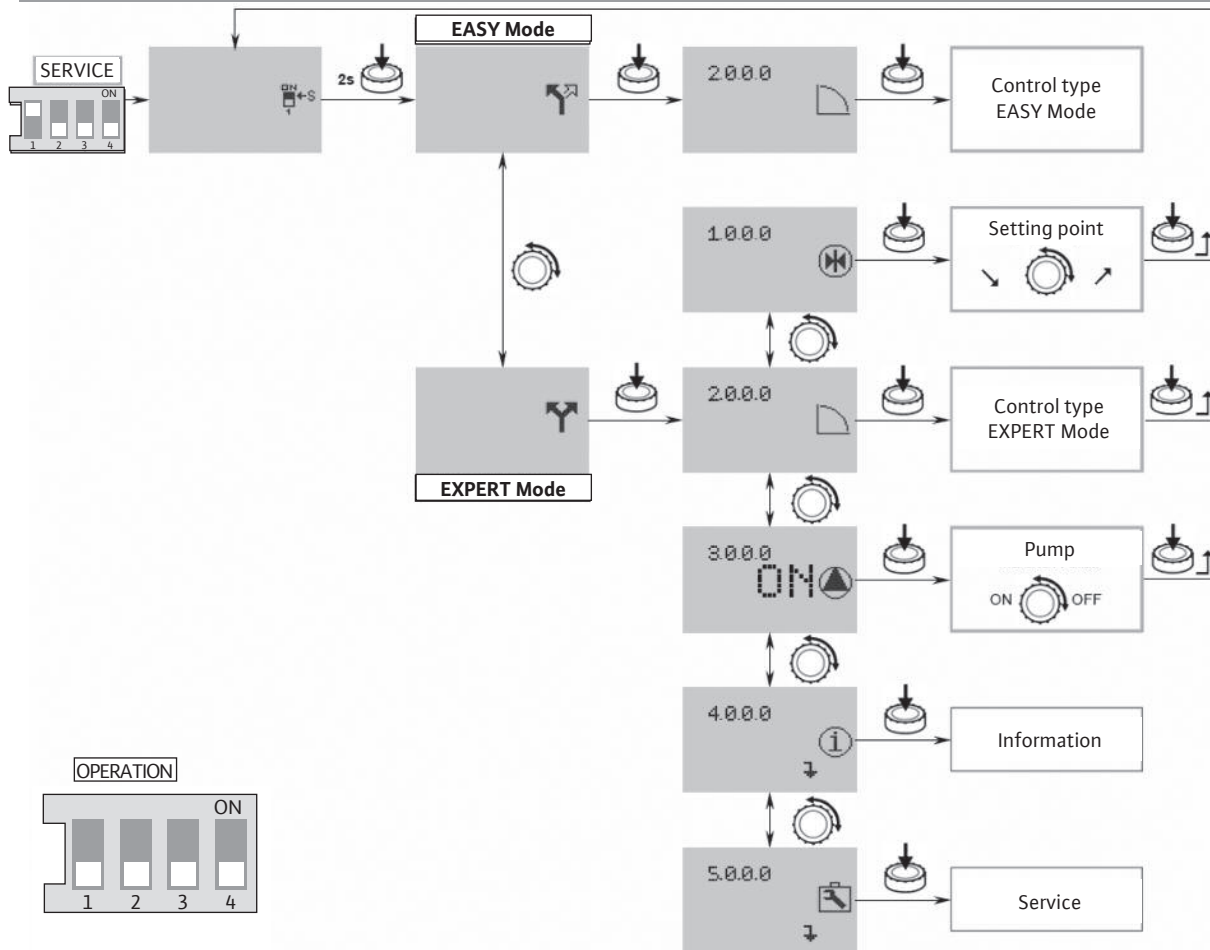 EASY Mode
SERVICE
ON
1 2 3 4
ON
←S
1
2s
2.0.0.0
Control type
EASY Mode
1.0.0.0
Setting point
EXPERT Mode
2.0.0.0
Control type
EXPERT Mode
3.0.0.0
ON
Pump
ON OFF
4.0.0.0
i
Information
OPERATION
ON
1 2 3 4
5.0.0.0
Service